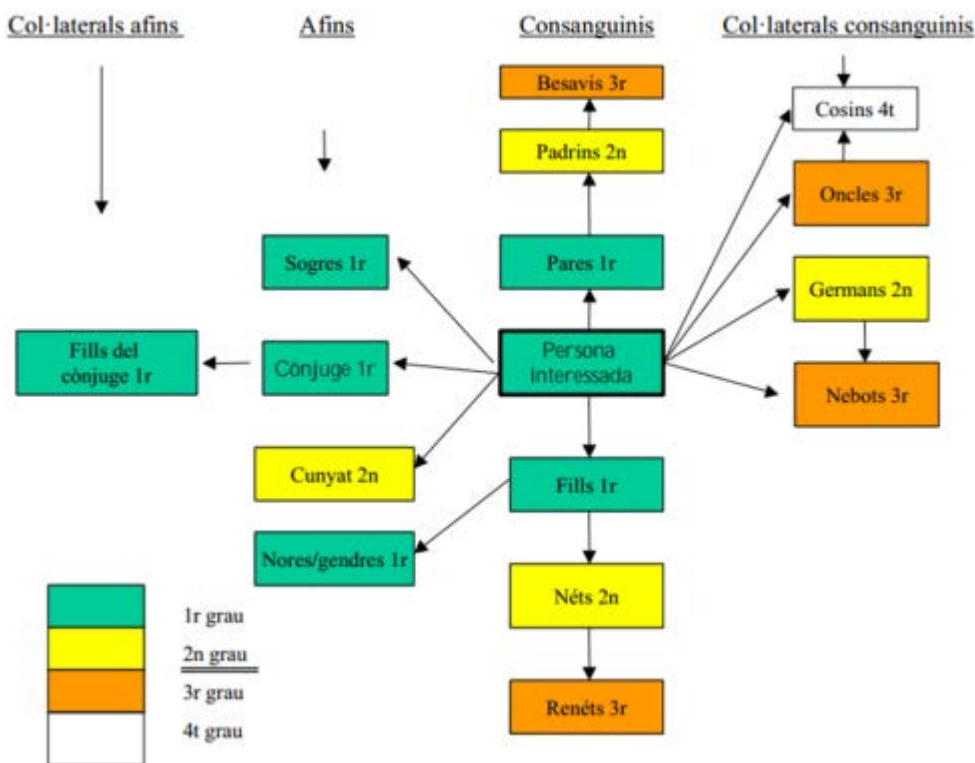 Col·laterals afins
Afins
Consanguinis
Col·laterals consanguinis
Besavis 3r
Cosins 4t
Padrins 2n
Oncles 3r
Sogres 1r
Pares 1r
Germans 2n
Fills del
cònjuge 1r
Cònjuge 1r
Persona
interessada
Nebots 3r
Cunyat 2n
Fills 1r
Nores/gendres 1r
Néts 2n
1r grau
2n grau
3r grau
4t grau
Renéts 3r